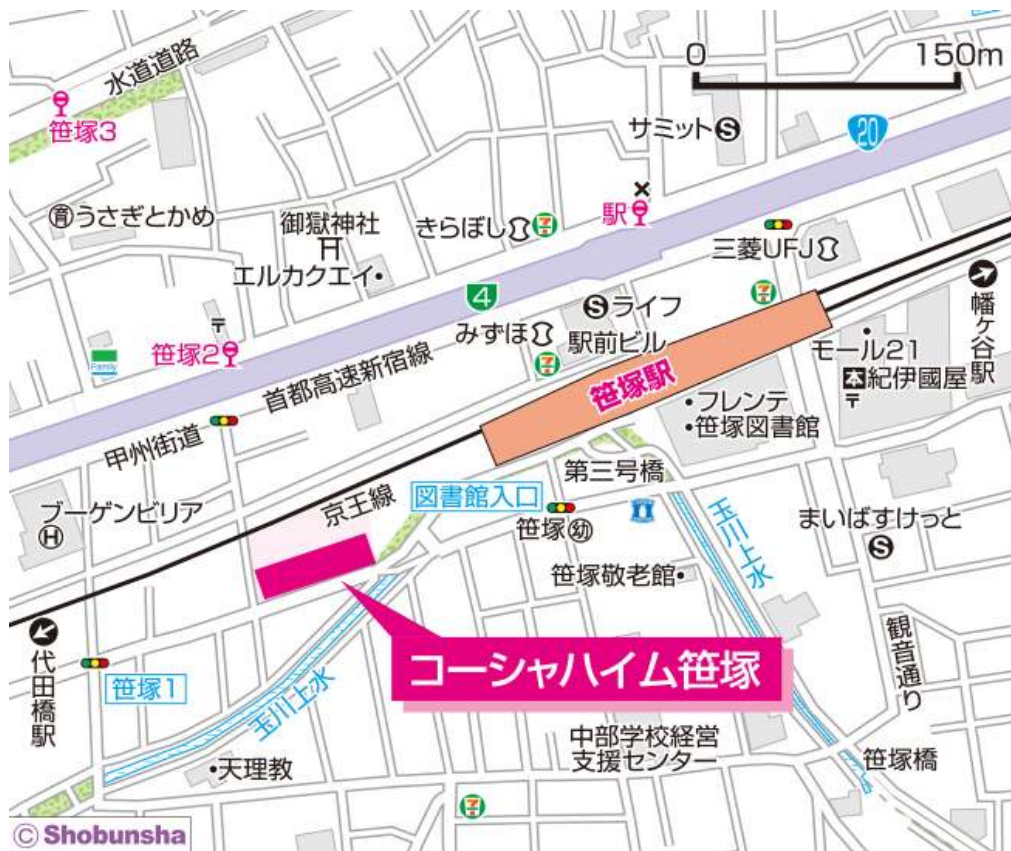 水道道路
0 150m
笹塚3
サミットⓈ
20
㊠うさぎとかめ
御獄神社
きらぼし
駅
エルカクエイ・
三菱UFJ
4
Ⓢライフ
みずほ
駅前ビル
幡ヶ谷駅
〒
笹塚2
モール21
首都高速新宿線
笹塚駅
本紀伊國屋
Family
・フレンテ
〒
・笹塚図書館
甲州街道
第三号橋
京王線
図書館入口
ブーゲンビリア
Ⓗ
笹塚幼
玉川上水
まいばすけっと
Ⓢ
笹塚敬老館・
代田橋駅
コーシャハイム笹塚
観音通り
笹塚1
玉川上水
中部学校経営
支援センター
笹塚橋
・天理教
© Shobunsha